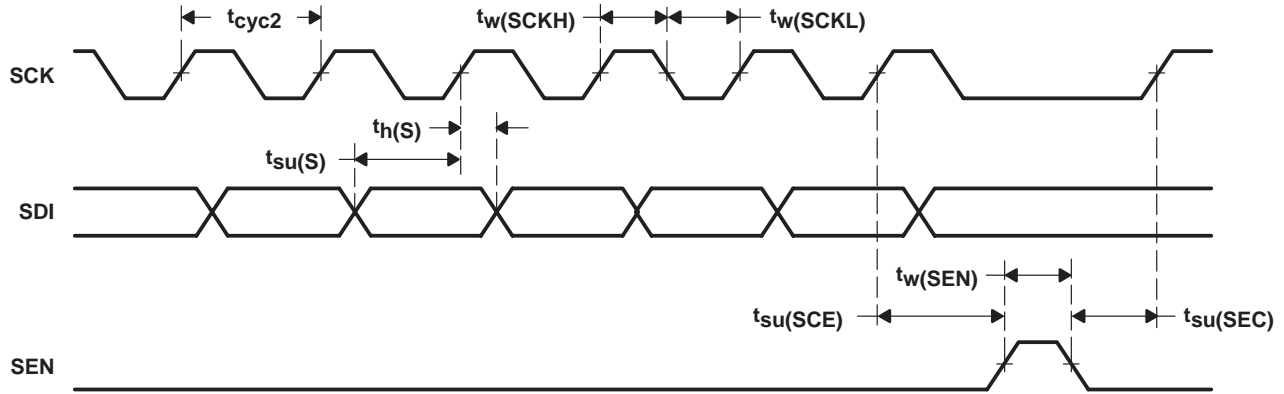 tcyc2
tw(SCKH)
tw(SCKL)
SCK
th(S)
tsu(S)
SDI
tw(SEN)
tsu(SCE)
tsu(SEC)
SEN